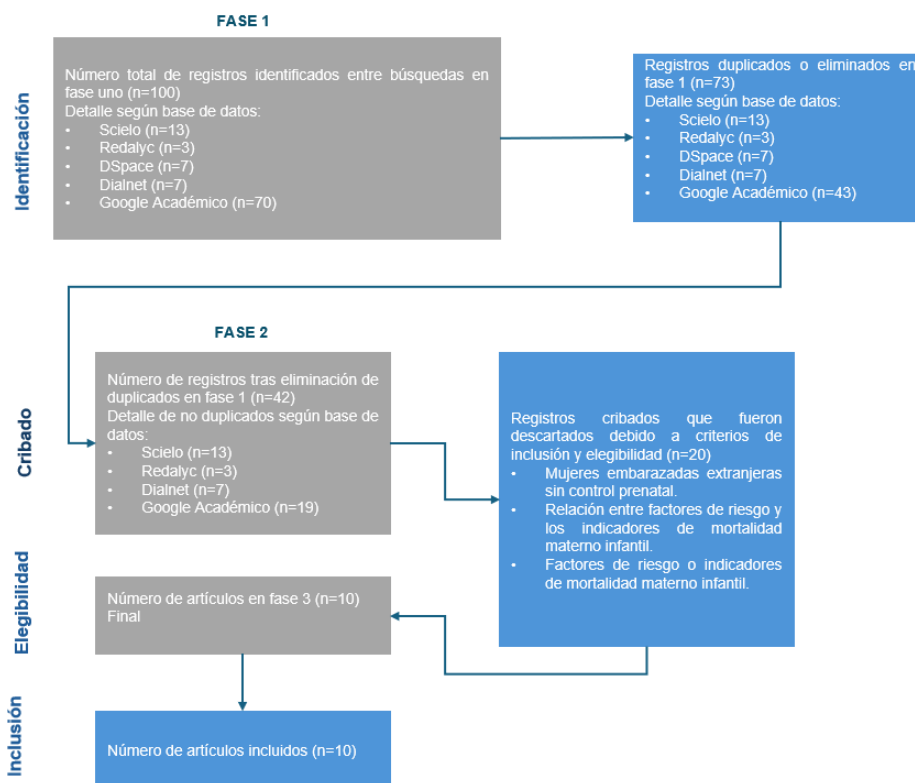 FASE 1
Identificación
Número total de registros identificados entre búsquedas en
fase uno (n=100)
Detalle según base de datos:
• Scielo (n=13)
• Redalyc (n=3)
• DSpace (n=7)
• Dialnet (n=7)
• Google Académico (n=70)
Registros duplicados o eliminados en
fase 1 (n=73)
Detalle según base de datos:
• Scielo (n=13)
• Redalyc (n=3)
• DSpace (n=7)
• Dialnet (n=7)
• Google Académico (n=43)
FASE 2
Cribado
Número de registros tras eliminación de
duplicados en fase 1 (n=42)
Detalle de no duplicados según base de
datos:
• Scielo (n=13)
• Redalyc (n=3)
• Dialnet (n=7)
• Google Académico (n=19)
Registros cribados que fueron
descartados debido a criterios de
inclusión y elegibilidad (n=20)
• Mujeres embarazadas extranjeras
sin control prenatal.
• Relación entre factores de riesgo y
los indicadores de mortalidad
materno infantil.
• Factores de riesgo o indicadores
de mortalidad materno infantil.
Elegibilidad
Número de artículos en fase 3 (n=10)
Final
Inclusión
Número de artículos incluidos (n=10)